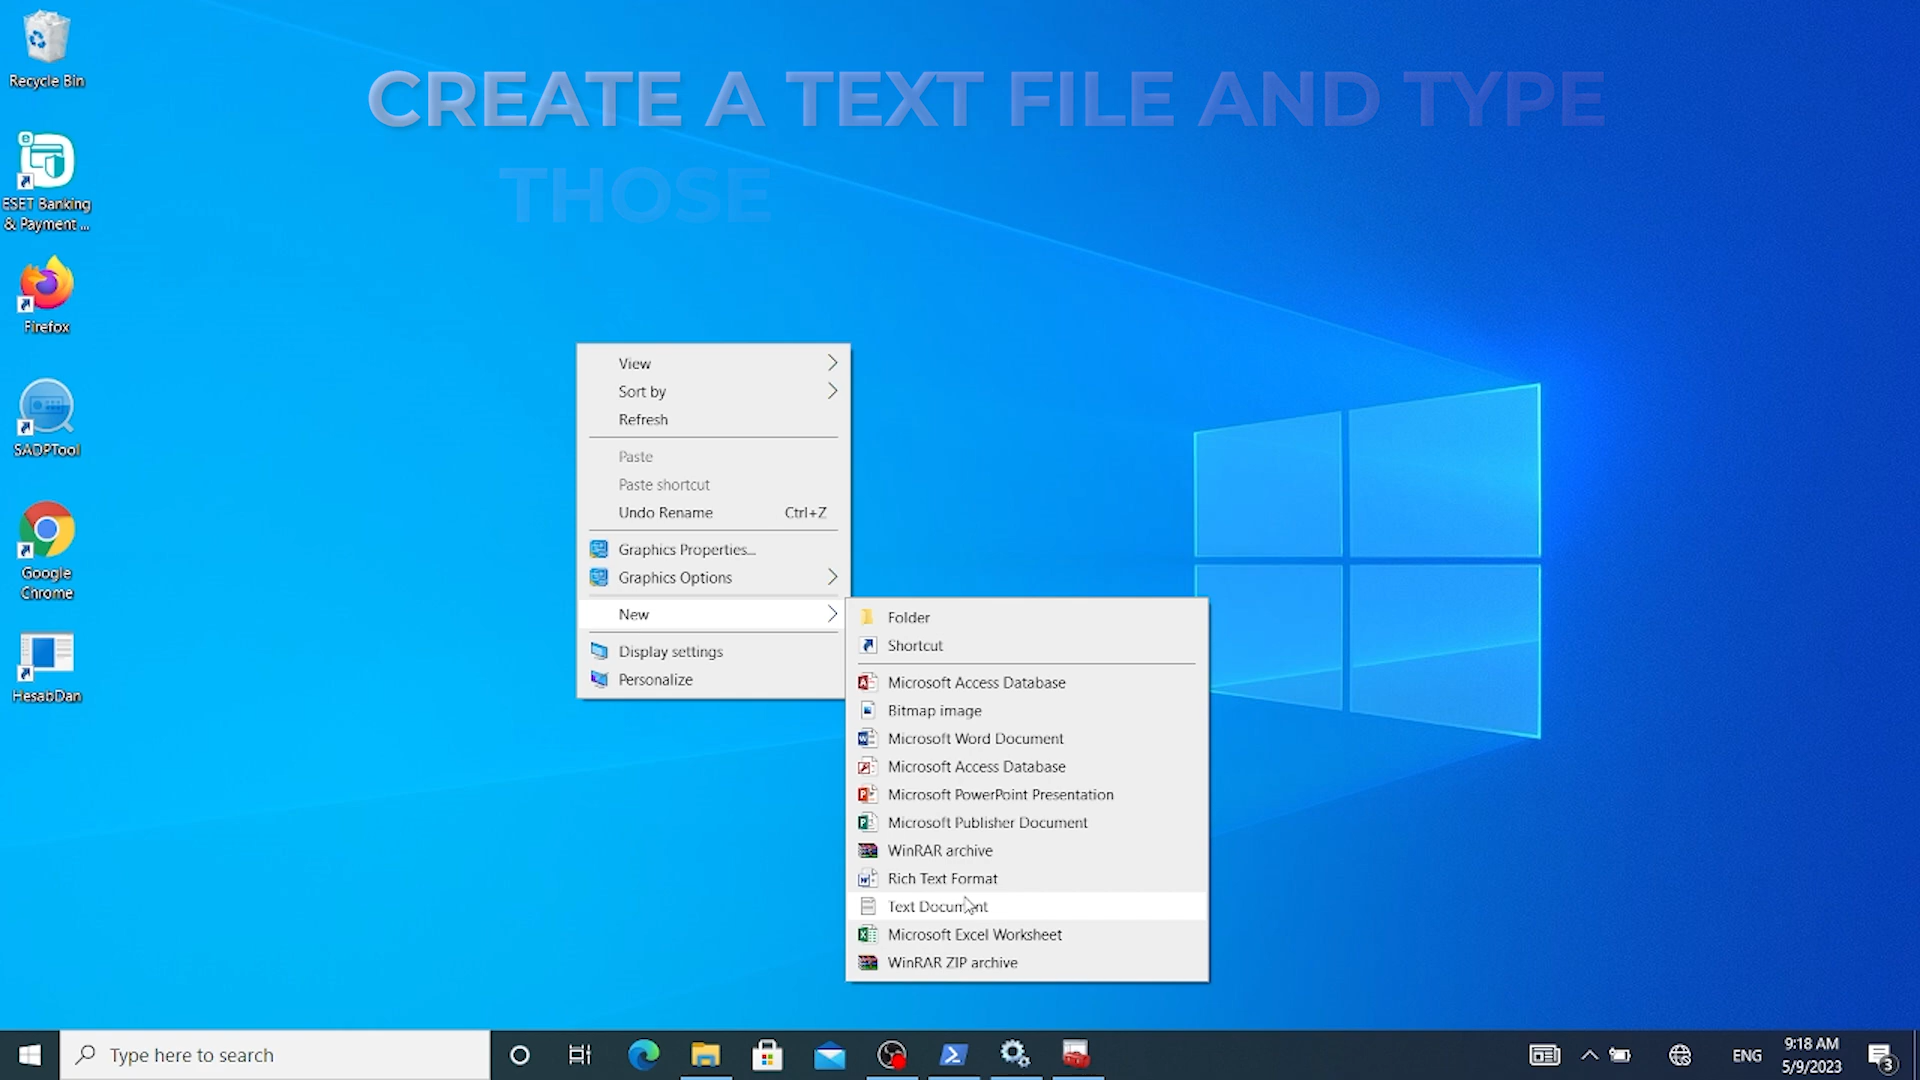 CREATE A TEXT FILE AND TYPE
THOSE
Recycle Bin
ESET Banking
& Payment ...
Firefox
SADPTool
Google
Chrome
HesabDan
View
Sort by
Refresh
Paste
Paste shortcut
Undo Rename Ctrl+Z
Graphics Properties...
Graphics Options
New
Display settings
Personalize
Folder
Shortcut
Microsoft Access Database
Bitmap image
Microsoft Word Document
Microsoft Access Database
Microsoft PowerPoint Presentation
Microsoft Publisher Document
WinRAR archive
Rich Text Format
Text Document
Microsoft Excel Worksheet
WinRAR ZIP archive
Type here to search
ENG
9:18 AM
5/9/2023
3